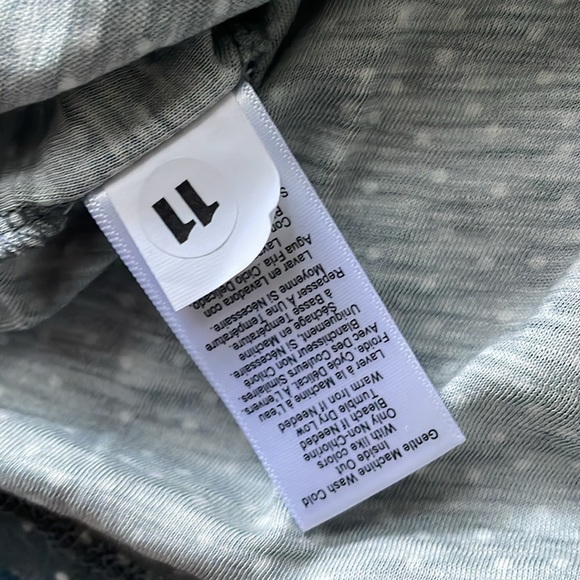 Gentle Machine Wash Cold
Inside Out
With like colors
Only Non-Chlorine
Bleach If Needed
Tumble Dry Low
Warm Iron If Needed
Laver a la Machine A L'eau
Froide, Cycle Délicat, A L'envers.
Avec Des Couleurs Similaires
Blanchiment, SI Nécessaire,
Uniquement Non Chloré
Séchage, en Machine
à Basse Température.
Repasser A Une Température
Moyenne SI Nécessaire.
Lavar en Lavadora con
Agua Fria. Ciclo Delicado
11